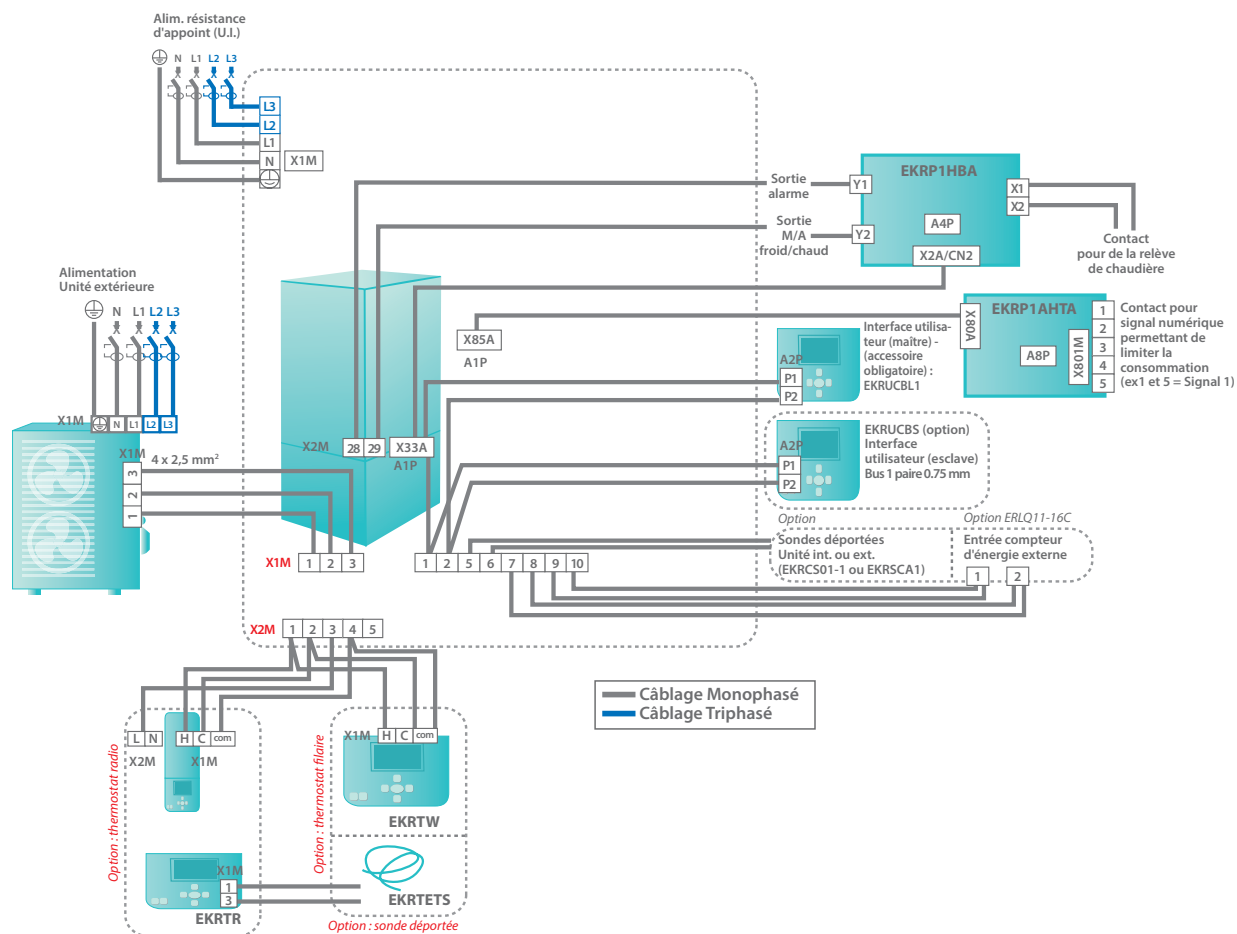 Alim. résistance
d'appoint (U.I.)
N L1 L2 L3
L3
L2
L1
N X1M
Sortie
alarme
Y1
EKRP1HBA
X1
X2
Sortie
M/A
froid/chaud
Y2
A4P
X2A/CN2
Contact
pour de la relève
de chaudière
Alimentation
Unité extérieure
N L1 L2 L3
X1M N L1 L2 L3
X1M
3
2
1
4 x 2,5 mm²
X85A
A1P
X80A
EKRP1AHTA
A8P
X801M
1
2
3
4
5
Contact pour
signal numérique
permettant de
limiter la
consommation
(ex1 et 5 = Signal 1)
A2P
P1
P2
Interface utilisa-
teur (maître) -
(accessoire
obligatoire) :
EKRUCBL1
X2M 28 29 X33A
A1P
A2P
P1
P2
EKRUCBS (option)
Interface
utilisateur (esclave)
Bus 1 paire 0.75 mm
Option
Option ERLQ11-16C
Sondes déportées
Unité int. ou ext.
(EKRCS01-1 ou EKRSCA1)
Entrée compteur
d'énergie externe
1 2
X1M 1 2 3
1 2 5 6 7 8 9 10
X2M 1 2 3 4 5
Câblage Monophasé
Câblage Triphasé
Option : thermostat radio
L N H C com
X2M X1M
X1M
1
3
EKRTR
Option : thermostat filaire
X1M H C com
EKRTW
EKRTETS
Option : sonde déportée